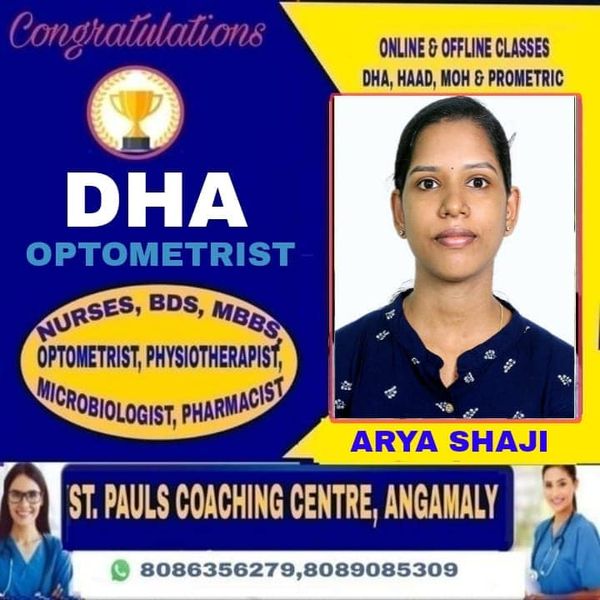 Congratulations
ONLINE & OFFLINE CLASSES
DHA, HAAD, MOH & PROMETRIC
DHA
OPTOMETRIST
NURSES, BDS, MBBS,
OPTOMETRIST, PHYSIOTHERAPIST,
MICROBIOLOGIST, PHARMACIST
ARYA SHAJI
ST. PAULS COACHING CENTRE, ANGAMALY
8086356279,8089085309